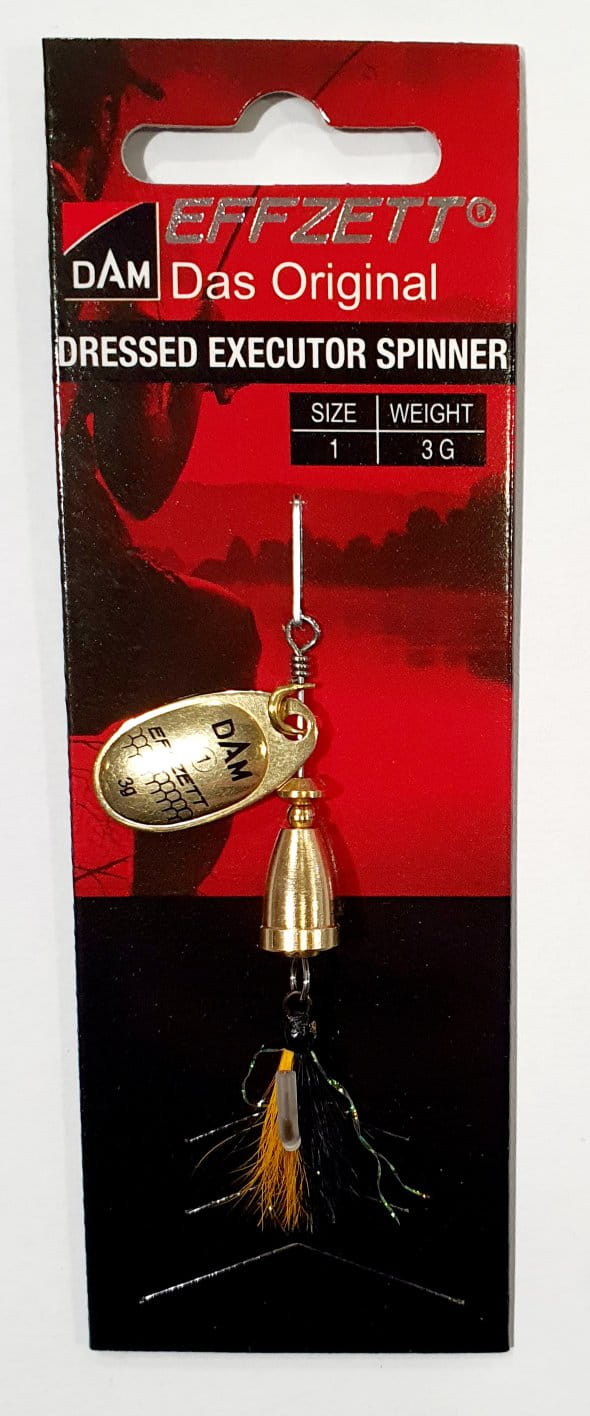 EFFZETT®
DAM
Das Original
DRESSED EXECUTOR SPINNER
SIZE WEIGHT
1 3 G
DAM
1
EFFZETT
3g